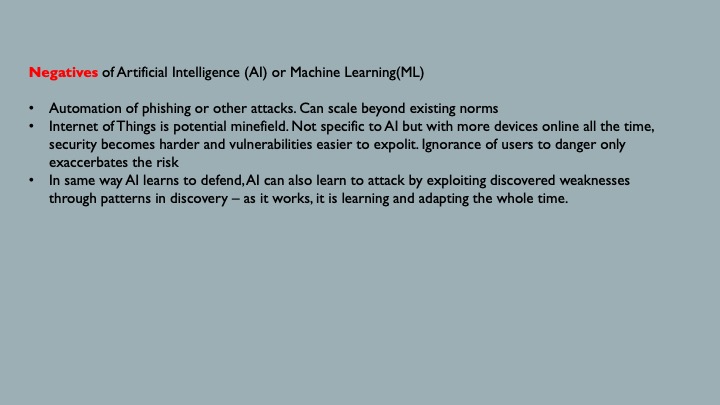 Negatives of Artificial Intelligence (AI) or Machine Learning(ML)
• Automation of phishing or other attacks. Can scale beyond existing norms
• Internet of Things is potential minefield. Not specific to AI but with more devices online all the time,
security becomes harder and vulnerabilities easier to expolit. Ignorance of users to danger only
exaccerbates the risk
• In same way AI learns to defend, AI can also learn to attack by exploiting discovered weaknesses
through patterns in discovery – as it works, it is learning and adapting the whole time.